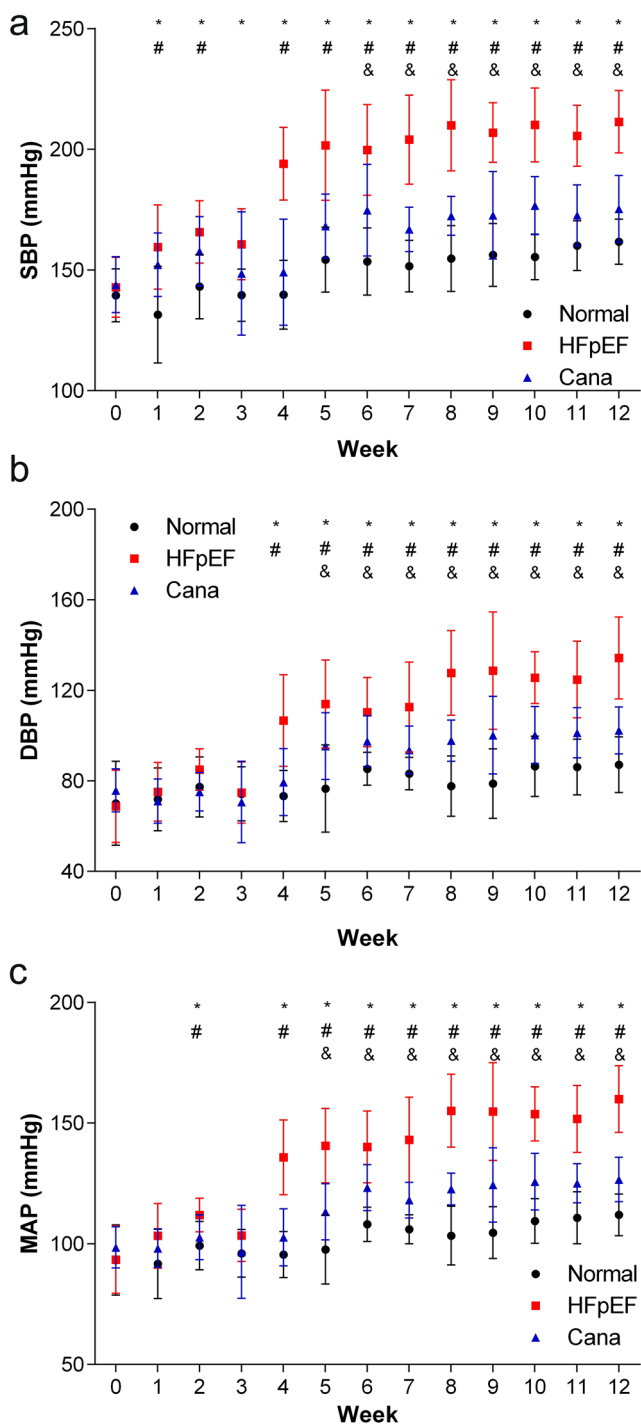 a
250
200
150
100
SBP (mmHg)
* * * * * * * * * * * *
# # # # # # # # # # #
& & & & & & &
Normal
HFpEF
Cana
0 1 2 3 4 5 6 7 8 9 10 11 12
Week
b
200
160
120
80
40
DBP (mmHg)
Normal
HFpEF
Cana
* * * * * * * * *
# # # # # # # # #
& & & & & & & &
0 1 2 3 4 5 6 7 8 9 10 11 12
Week
c
200
150
100
50
MAP (mmHg)
* * * * * * * * * *
# # # # # # # # # #
& & & & & & & &
Normal
HFpEF
Cana
0 1 2 3 4 5 6 7 8 9 10 11 12
Week